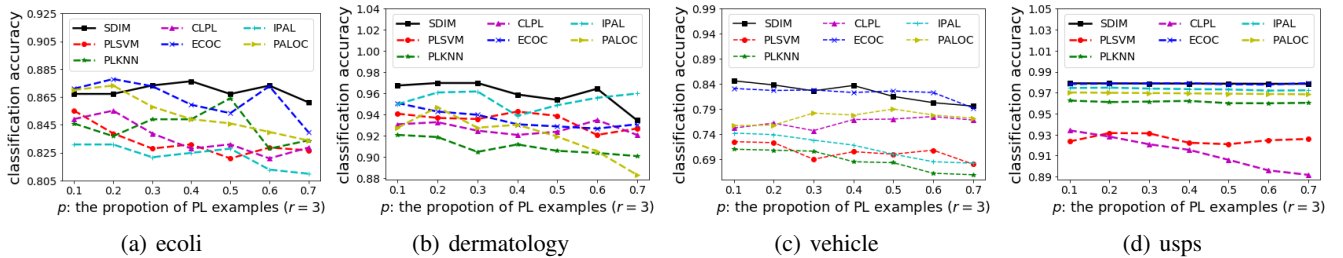 0.925
0.905
0.885
0.865
0.845
0.825
0.805
classification accuracy
SDIM
PLSVM
PLKNN
CLPL
ECOC
IPAL
PALOC
0.1 0.2 0.3 0.4 0.5 0.6 0.7
p: the propotion of PL examples (r = 3)
(a) ecoli
1.04
1.02
1.00
0.98
0.96
0.94
0.92
0.90
0.88
classification accuracy
SDIM
PLSVM
PLKNN
CLPL
ECOC
IPAL
PALOC
0.1 0.2 0.3 0.4 0.5 0.6 0.7
p: the propotion of PL examples (r = 3)
(b) dermatology
0.99
0.94
0.89
0.84
0.79
0.74
0.69
classification accuracy
SDIM
PLSVM
PLKNN
CLPL
ECOC
IPAL
PALOC
0.1 0.2 0.3 0.4 0.5 0.6 0.7
p: the propotion of PL examples (r = 3)
(c) vehicle
1.05
1.03
1.01
0.99
0.97
0.95
0.93
0.91
0.89
classification accuracy
SDIM
PLSVM
PLKNN
CLPL
ECOC
IPAL
PALOC
0.1 0.2 0.3 0.4 0.5 0.6 0.7
p: the propotion of PL examples (r = 3)
(d) usps